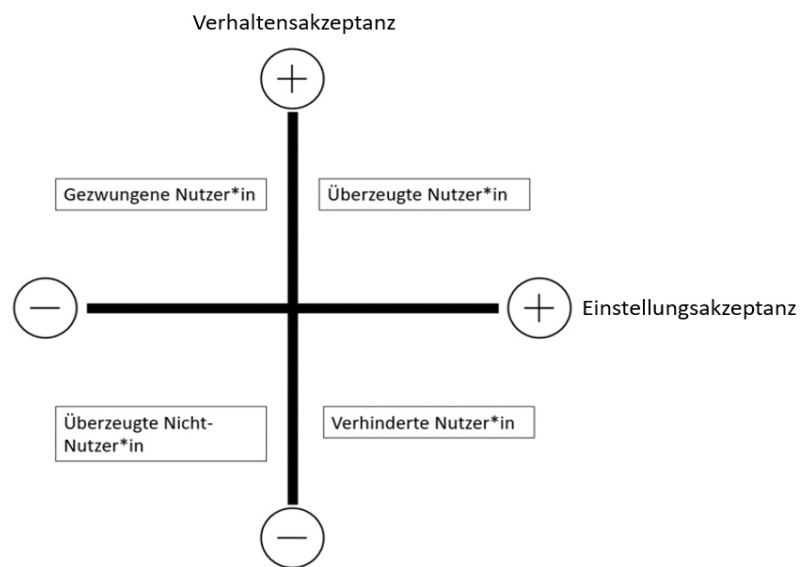 Verhaltensakzeptanz
Gezwungene Nutzer*in
Überzeugte Nutzer*in
Einstellungsakzeptanz
Überzeugte Nicht-
Nutzer*in
Verhinderte Nutzer*in